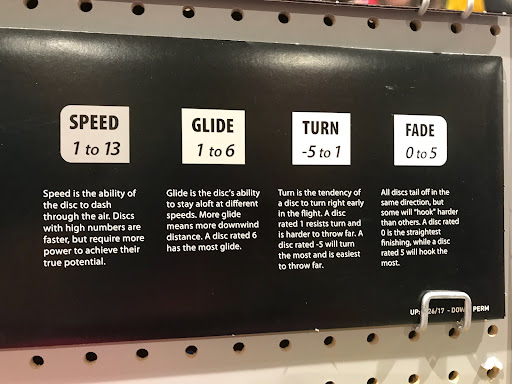 SPEED
1 to 13
Speed is the ability of
the disc to dash
through the air. Discs
with high numbers are
faster, but require more
power to achieve their
true potential.
GLIDE
1 to 6
Glide is the disc's ability
to stay aloft at different
speeds. More glide
means more downwind
distance. A disc rated 6
has the most glide.
TURN
-5 to 1
Turn is the tendency of
a disc to turn right early
in the flight. A disc
rated 1 resists turn and
is harder to throw far. A
disc rated -5 will turn
the most and is easiest
to throw far.
FADE
0 to 5
All discs tail off in the
same direction, but
some will "hook" harder
than others. A disc rated
0 is the straightest
finishing, while a disc
rated 5 will hook the
most.
26/17 - PERM